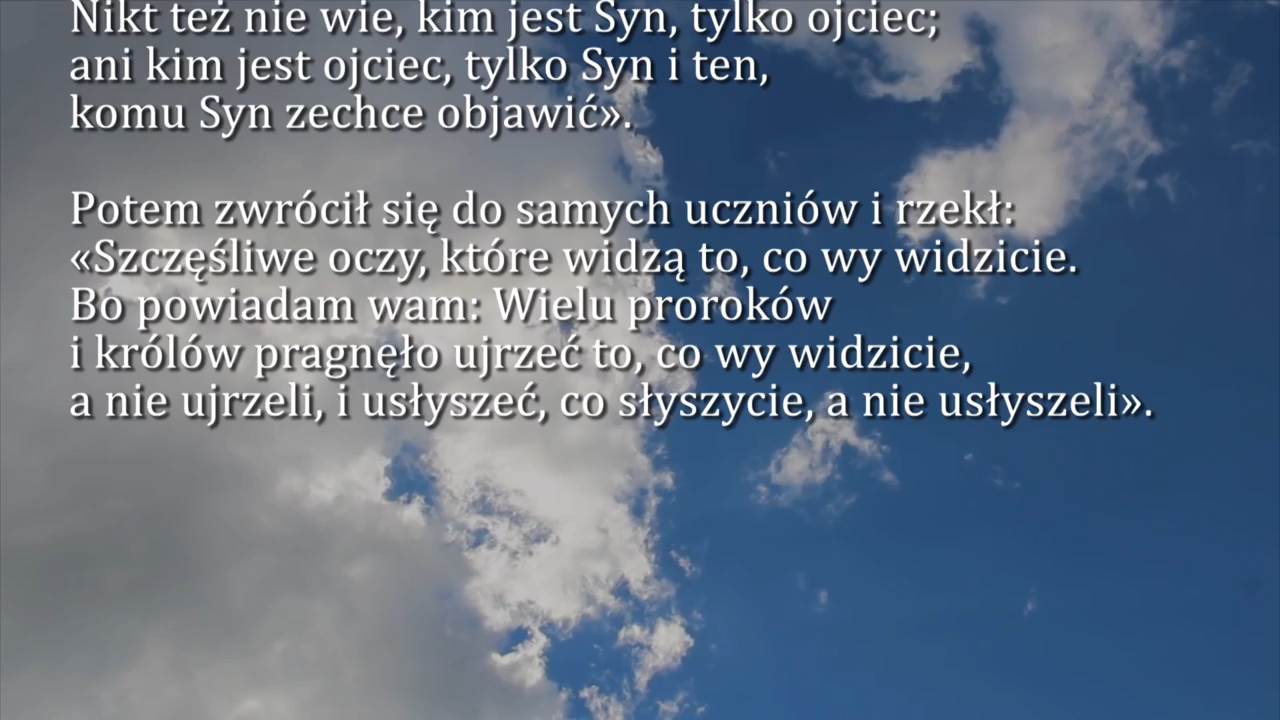 Nikt też nie wie, kim jest Syn, tylko ojciec;
ani kim jest ojciec, tylko Syn i ten,
komu Syn zechce objawić».
Potem zwrócił się do samych uczniów i rzekł:
«Szczęśliwe oczy, które widzą to, co wy widzicie.
Bo powiadam wam: Wielu proroków
i królów pragnęło ujrzeć to, co wy widzicie,
a nie ujrzeli, i usłyszeć, co słyszycie, a nie usłyszeli».